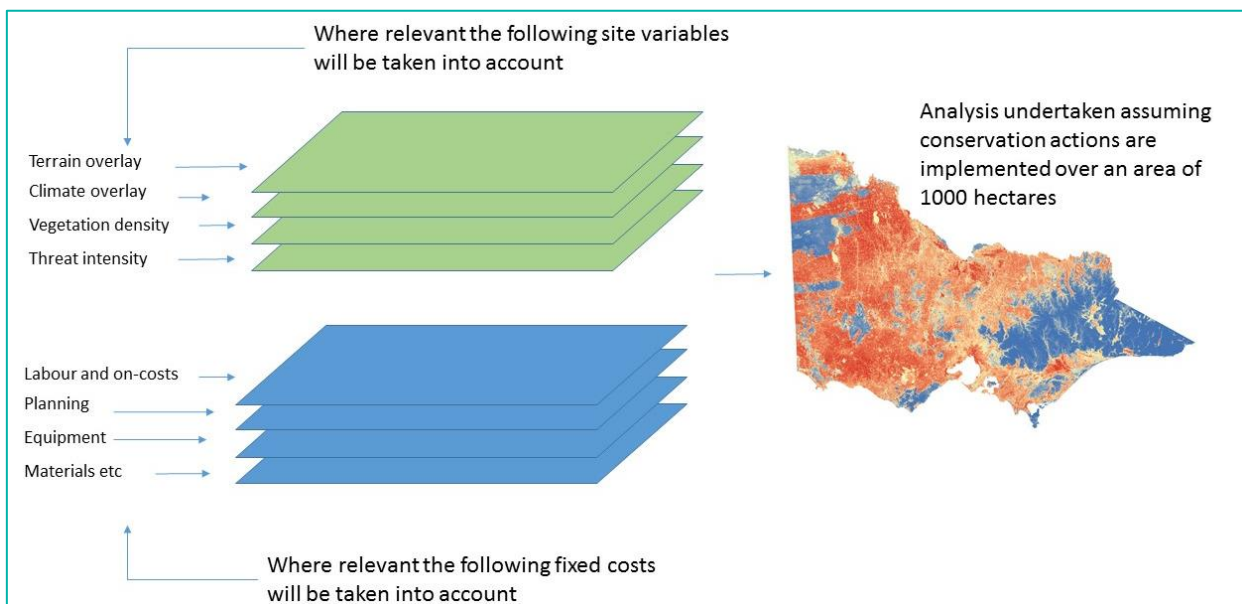 Where relevant the following site variables
will be taken into account
Terrain overlay
Climate overlay
Vegetation density
Threat intensity
Labour and on-costs
Planning
Equipment
Materials etc
Where relevant the following fixed costs
will be taken into account
Analysis undertaken assuming
conservation actions are
implemented over an area of
1000 hectares